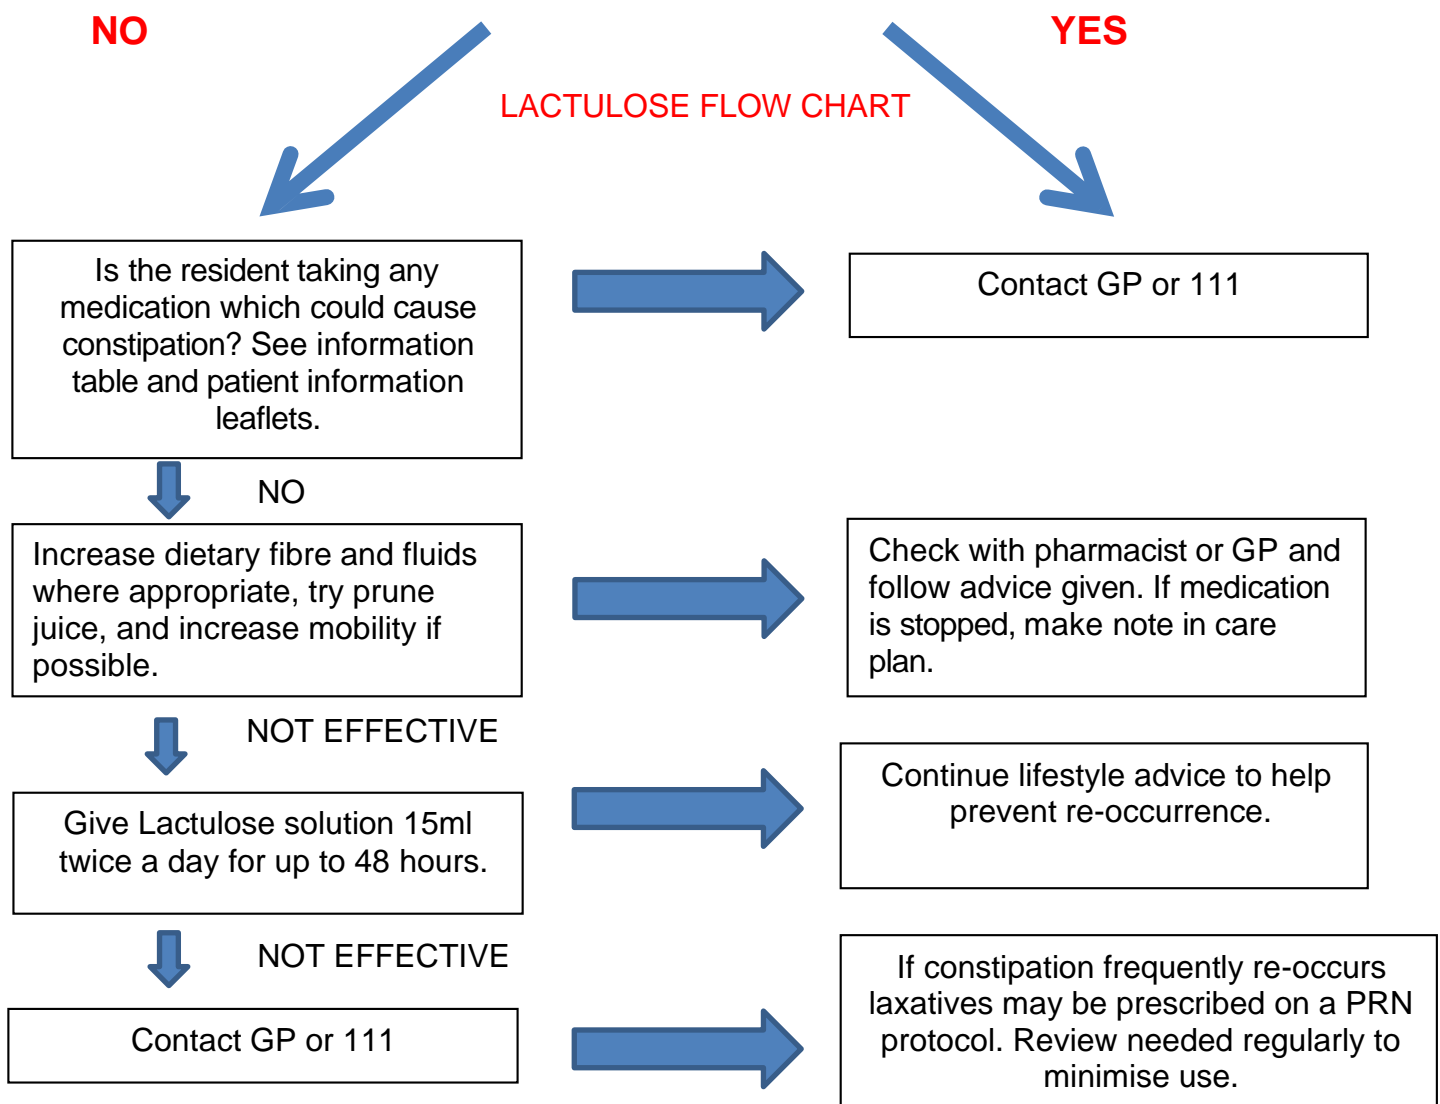 NO
YES
LACTULOSE FLOW CHART
Is the resident taking any
medication which could cause
constipation? See information
table and patient information
leaflets.
Contact GP or 111
NO
Increase dietary fibre and fluids
where appropriate, try prune
juice, and increase mobility if
possible.
Check with pharmacist or GP and
follow advice given. If medication
is stopped, make note in care
plan.
NOT EFFECTIVE
Give Lactulose solution 15ml
twice a day for up to 48 hours.
Continue lifestyle advice to help
prevent re-occurrence.
NOT EFFECTIVE
Contact GP or 111
If constipation frequently re-occurs
laxatives may be prescribed on a PRN
protocol. Review needed regularly to
minimise use.